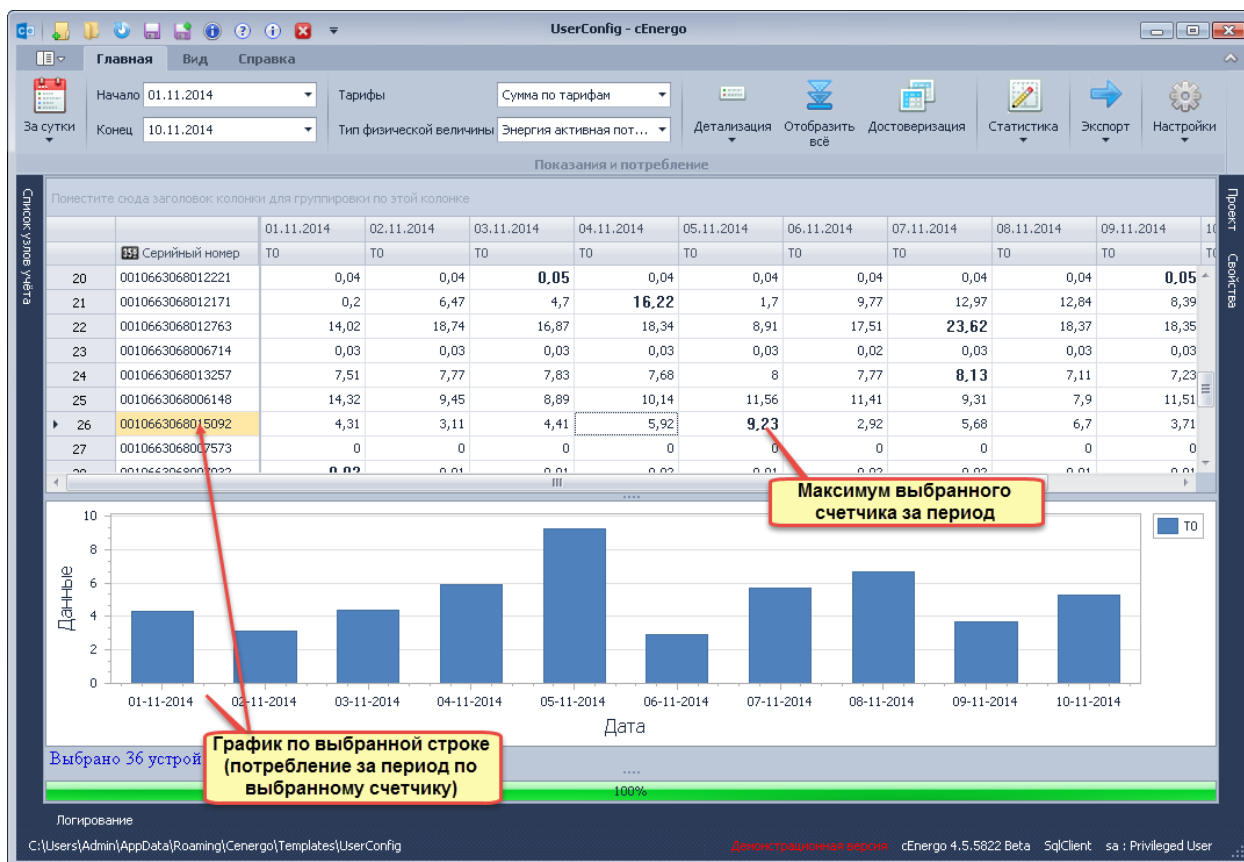 UserConfig - cEnergo
Главная Вид Справка
Начало 01.11.2014 Тарифы Сумма по тарифам
За сутки Конец 10.11.2014 Тип физической величины Энергия активная пот...
Детализация Отобразить всё Достоверизация Статистика Экспорт Настройки
Показания и потребление
Список узлов учёта
Проект
Свойства
Поместите сюда заголовок колонки для группировки по этой колонке
01.11.2014 02.11.2014 03.11.2014 04.11.2014 05.11.2014 06.11.2014 07.11.2014 08.11.2014 09.11.2014 10
Серийный номер T0 T0 T0 T0 T0 T0 T0 T0 T0
20 0010663068012221 0,04 0,04 0,05 0,04 0,04 0,04 0,04 0,04 0,05
21 0010663068012171 0,2 6,47 4,7 16,22 1,7 9,77 12,97 12,84 8,39
22 0010663068012763 14,02 18,74 16,87 18,34 8,91 17,51 23,62 18,37 18,35
23 0010663068006714 0,03 0,03 0,03 0,03 0,03 0,02 0,03 0,03 0,03
24 0010663068013257 7,51 7,77 7,83 7,68 8 7,77 8,13 7,11 7,23
25 0010663068006148 14,32 9,45 8,89 10,14 11,56 11,41 9,31 7,9 11,51
26 0010663068015092 4,31 3,11 4,41 5,92 9,23 2,92 5,68 6,7 3,71
27 0010663068007573 0 0 0 0 0 0 0 0 0
Максимум выбранного
счетчика за период
T0
Данные
10
8
6
4
2
0
01-11-2014 02-11-2014 03-11-2014 04-11-2014 05-11-2014 06-11-2014 07-11-2014 08-11-2014 09-11-2014 10-11-2014
Дата
График по выбранной строке
(потребление за период по
выбранному счетчику)
Выбрано 36 устрой
100%
Логирование
C:\Users\Admin\AppData\Roaming\Cenergo\Templates\UserConfig Демонстрационная версия cEnergo 4.5.5822 Beta SqlClient sa : Privileged User